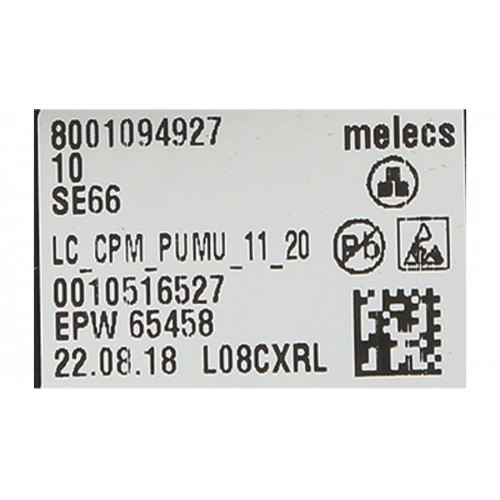 8001094927 melecs
10
SE66
LC_CPM_PUMU_11_20 Pb
0010516527
EPW 65458
22.08.18 L08CXRL